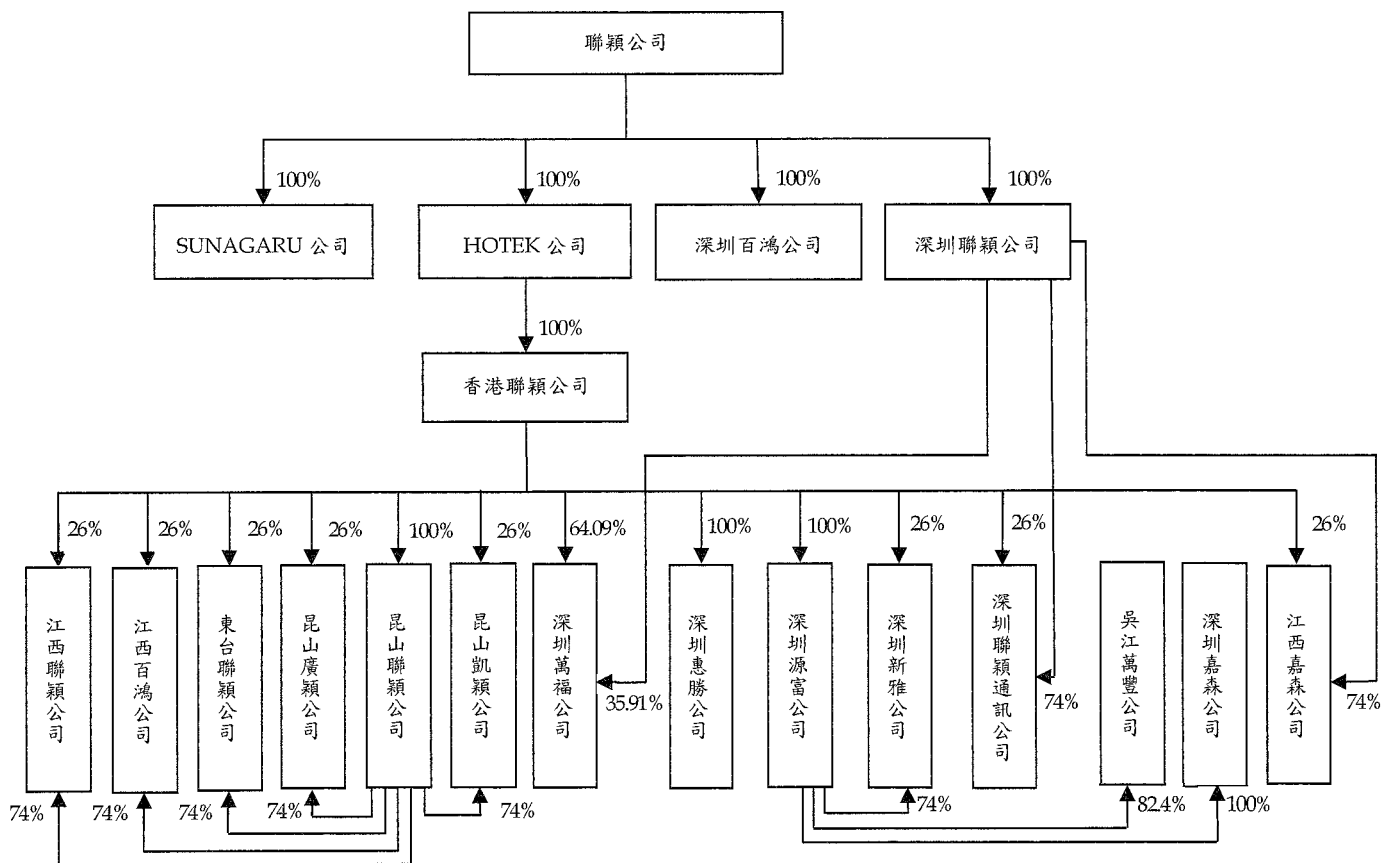 聯穎公司
100%
100%
100%
100%
SUNAGARU 公司
HOTEK 公司
深圳百鴻公司
深圳聯穎公司
100%
香港聯穎公司
26%
26%
26%
26%
100%
26%
64.09%
100%
100%
26%
26%
26%
江西聯穎公司
江西百鴻公司
東台聯穎公司
昆山廣穎公司
昆山聯穎公司
昆山凱穎公司
深圳萬福公司
深圳惠勝公司
深圳源富公司
深圳新雅公司
深圳聯穎通訊公司
吳江萬豐公司
深圳嘉森公司
江西嘉森公司
35.91%
74%
74%
74%
74%
74%
74%
74%
74%
82.4%
100%